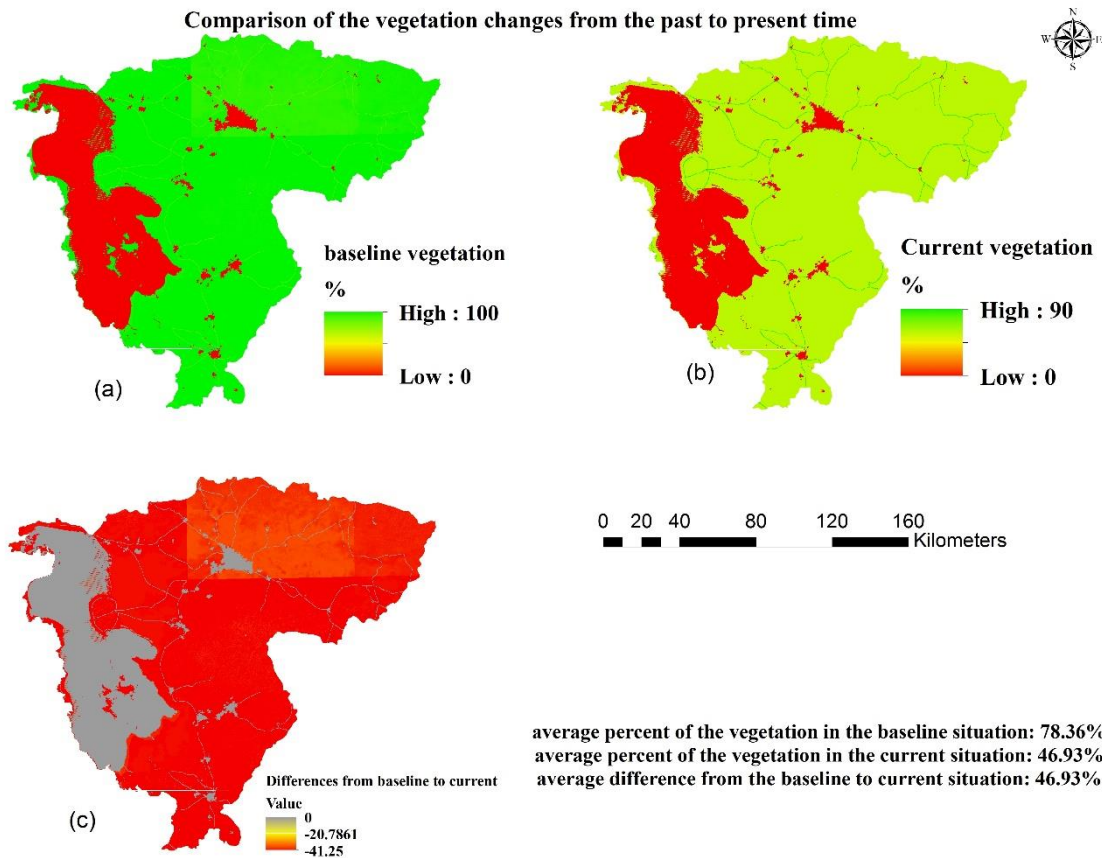 Comparison of the vegetation changes from the past to present time
N
W E
S
baseline vegetation
%
High : 100
Low : 0
(a)
Current vegetation
%
High : 90
Low : 0
(b)
0 20 40 80 120 160
Kilometers
average percent of the vegetation in the baseline situation: 78.36%
average percent of the vegetation in the current situation: 46.93%
average difference from the baseline to current situation: 46.93%
Differences from baseline to current
Value
0
-20.7861
-41.25
(c)